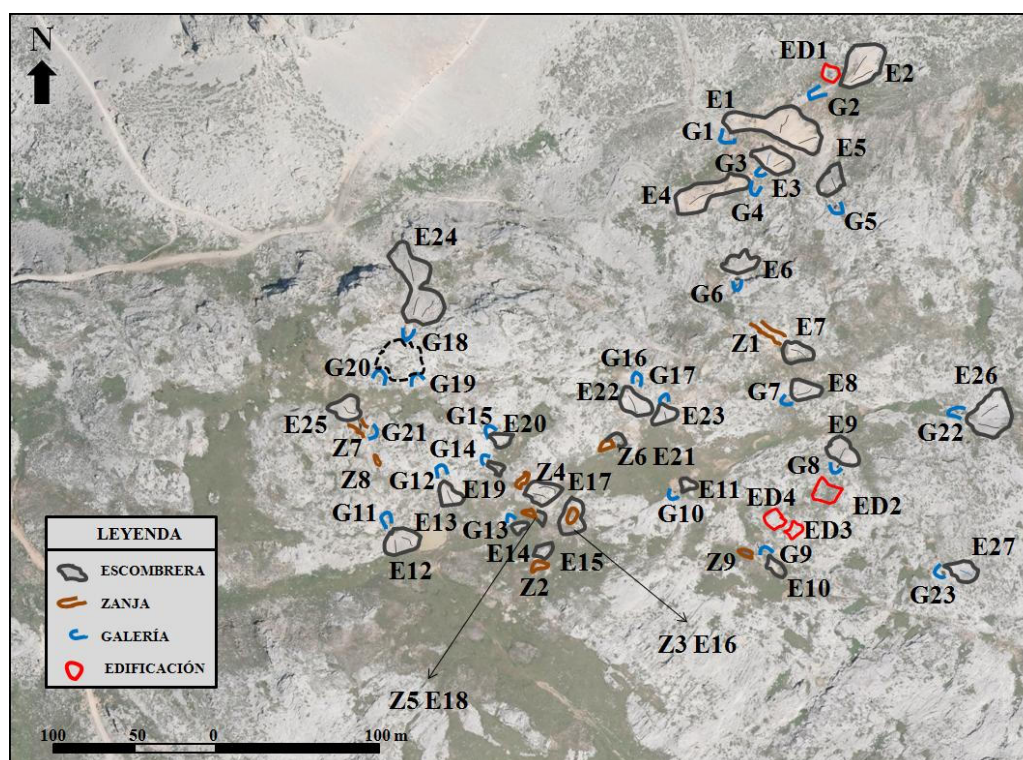 N
ED1
E2
G2
E1
G1
E5
G3
E3
E4
G4
G5
E24
E6
G6
Z1
E7
G18
G20
G19
G16
G17
G7
E8
E26
E22
E23
G22
E25
G15
E20
E9
Z7
G21
G14
Z6 E21
G8
Z8
G12
E19
Z4
E17
E11
G10
ED4
ED2
G11
E13
G13
ED3
E14
E15
Z9
G9
E27
E12
Z2
E10
G23
Z3 E16
Z5 E18
LEYENDA
ESCOMBRERA
ZANJA
GALERÍA
EDIFICACIÓN
100 50 0 100 m